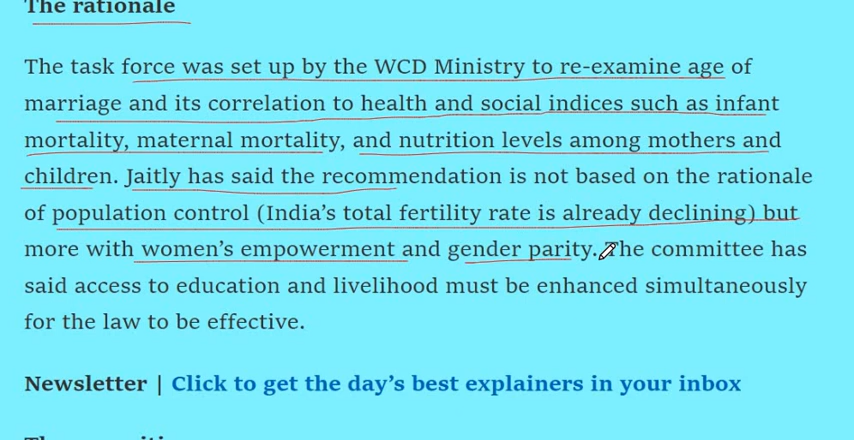 The rationale
The task force was set up by the WCD Ministry to re-examine age of
marriage and its correlation to health and social indices such as infant
mortality, maternal mortality, and nutrition levels among mothers and
children. Jaitly has said the recommendation is not based on the rationale
of population control (India’s total fertility rate is already declining) but
more with women’s empowerment and gender parity. The committee has
said access to education and livelihood must be enhanced simultaneously
for the law to be effective.
Newsletter | Click to get the day’s best explainers in your inbox